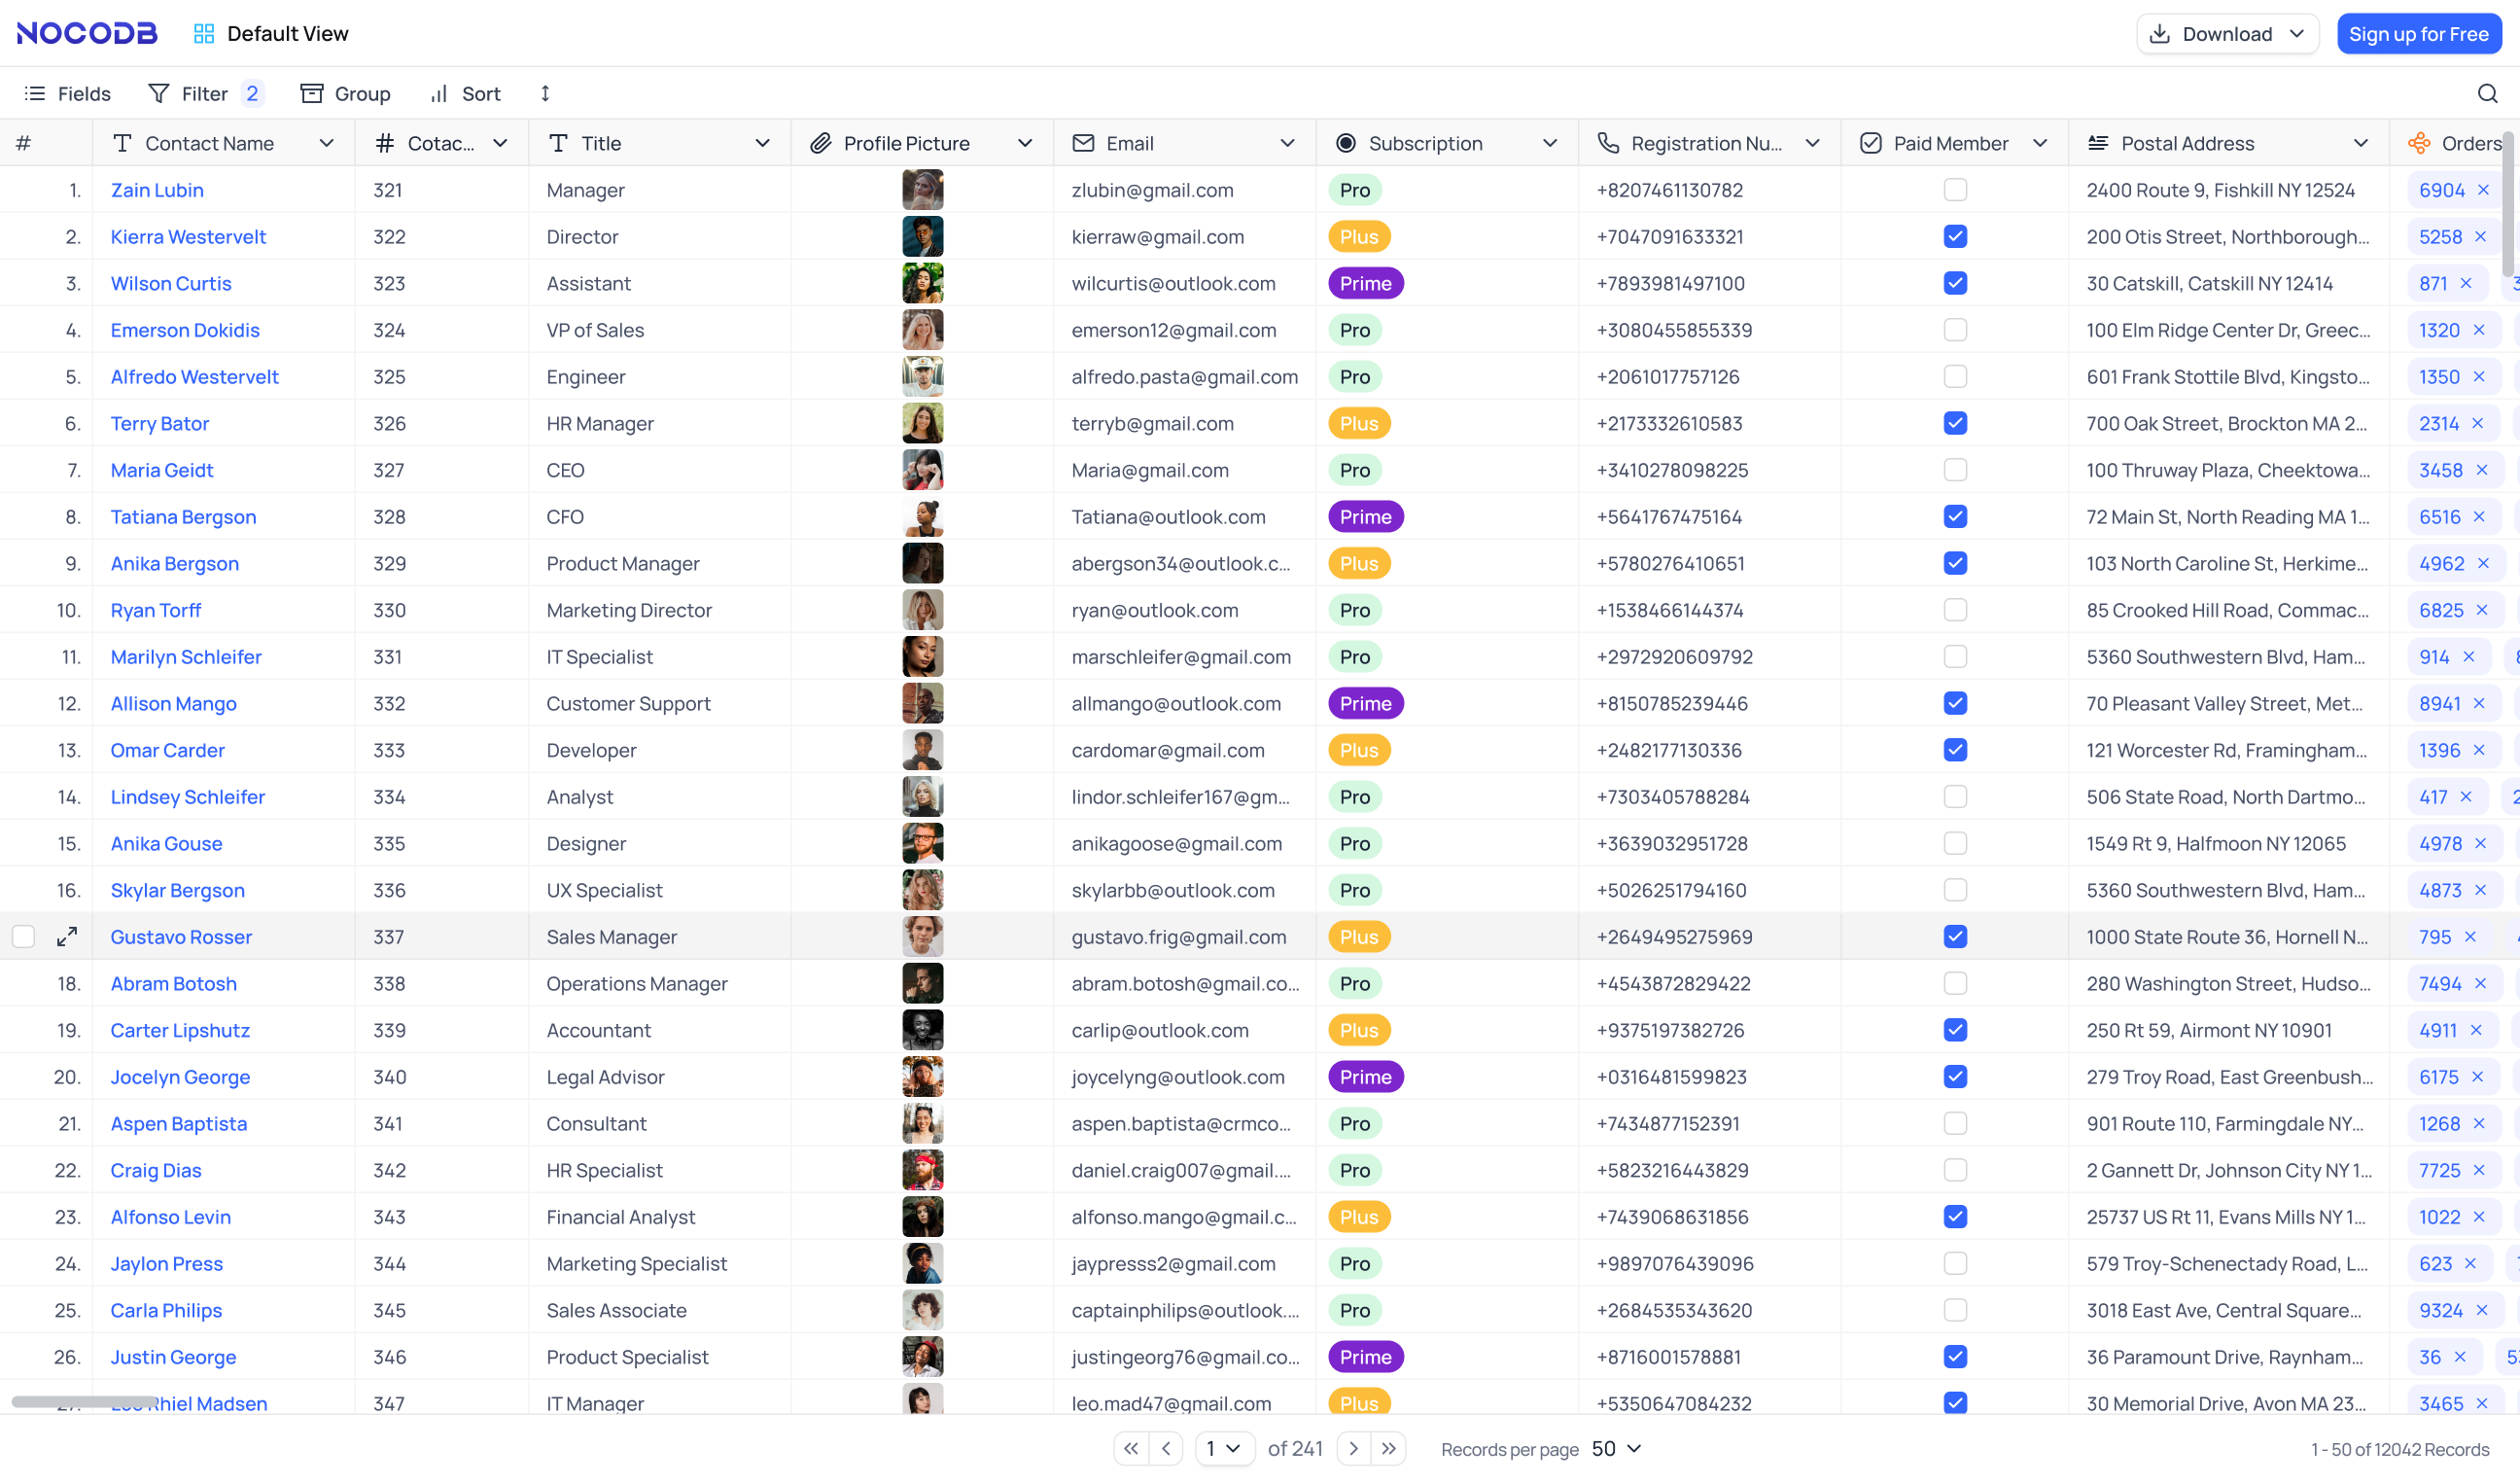 NOCODB Default View Download Sign up for Free
Fields Filter 2 Group Sort
# Contact Name Cotac... Title Profile Picture Email Subscription Registration Nu... Paid Member Postal Address Orders
1. Zain Lubin 321 Manager zlubin@gmail.com Pro +8207461130782 2400 Route 9, Fishkill NY 12524 6904 ×
2. Kierra Westervelt 322 Director kierraw@gmail.com Plus +7047091633321 200 Otis Street, Northborough... 5258 ×
3. Wilson Curtis 323 Assistant wilcurtis@outlook.com Prime +7893981497100 30 Catskill, Catskill NY 12414 871 ×
4. Emerson Dokidis 324 VP of Sales emerson12@gmail.com Pro +3080455855339 100 Elm Ridge Center Dr, Greec... 1320 ×
5. Alfredo Westervelt 325 Engineer alfredo.pasta@gmail.com Pro +2061017757126 601 Frank Stottile Blvd, Kingsto... 1350 ×
6. Terry Bator 326 HR Manager terryb@gmail.com Plus +2173332610583 700 Oak Street, Brockton MA 2... 2314 ×
7. Maria Geidt 327 CEO Maria@gmail.com Pro +3410278098225 100 Thruway Plaza, Cheektowa... 3458 ×
8. Tatiana Bergson 328 CFO Tatiana@outlook.com Prime +5641767475164 72 Main St, North Reading MA 1... 6516 ×
9. Anika Bergson 329 Product Manager abergson34@outlook.c... Plus +5780276410651 103 North Caroline St, Herkime... 4962 ×
10. Ryan Torff 330 Marketing Director ryan@outlook.com Pro +1538466144374 85 Crooked Hill Road, Commac... 6825 ×
11. Marilyn Schleifer 331 IT Specialist marschleifer@gmail.com Pro +2972920609792 5360 Southwestern Blvd, Ham... 914 ×
12. Allison Mango 332 Customer Support allmango@outlook.com Prime +8150785239446 70 Pleasant Valley Street, Met... 8941 ×
13. Omar Carder 333 Developer cardomar@gmail.com Plus +2482177130336 121 Worcester Rd, Framingham... 1396 ×
14. Lindsey Schleifer 334 Analyst lindor.schleifer167@gm... Pro +7303405788284 506 State Road, North Dartmo... 417 ×
15. Anika Gouse 335 Designer anikagoose@gmail.com Pro +3639032951728 1549 Rt 9, Halfmoon NY 12065 4978 ×
16. Skylar Bergson 336 UX Specialist skylarbb@outlook.com Pro +5026251794160 5360 Southwestern Blvd, Ham... 4873 ×
Gustavo Rosser 337 Sales Manager gustavo.frig@gmail.com Plus +2649495275969 1000 State Route 36, Hornell N... 795 ×
18. Abram Botosh 338 Operations Manager abram.botosh@gmail.co... Pro +4543872829422 280 Washington Street, Hudso... 7494 ×
19. Carter Lipshutz 339 Accountant carlip@outlook.com Plus +9375197382726 250 Rt 59, Airmont NY 10901 4911 ×
20. Jocelyn George 340 Legal Advisor joycelyng@outlook.com Prime +0316481599823 279 Troy Road, East Greenbush... 6175 ×
21. Aspen Baptista 341 Consultant aspen.baptista@crmco... Pro +7434877152391 901 Route 110, Farmingdale NY... 1268 ×
22. Craig Dias 342 HR Specialist daniel.craig007@gmail.... Pro +5823216443829 2 Gannett Dr, Johnson City NY 1... 7725 ×
23. Alfonso Levin 343 Financial Analyst alfonso.mango@gmail.c... Plus +7439068631856 25737 US Rt 11, Evans Mills NY 1... 1022 ×
24. Jaylon Press 344 Marketing Specialist jaypresss2@gmail.com Pro +9897076439096 579 Troy-Schenectady Road, L... 623 ×
25. Carla Philips 345 Sales Associate captainphilips@outlook.... Pro +2684535343620 3018 East Ave, Central Square... 9324 ×
26. Justin George 346 Product Specialist justingeorg76@gmail.co... Prime +8716001578881 36 Paramount Drive, Raynham... 36 ×
Madsen 347 IT Manager leo.mad47@gmail.com Plus +5350647084232 30 Memorial Drive, Avon MA 23... 3465 ×
1 of 241 Records per page 50 1 - 50 of 12042 Records